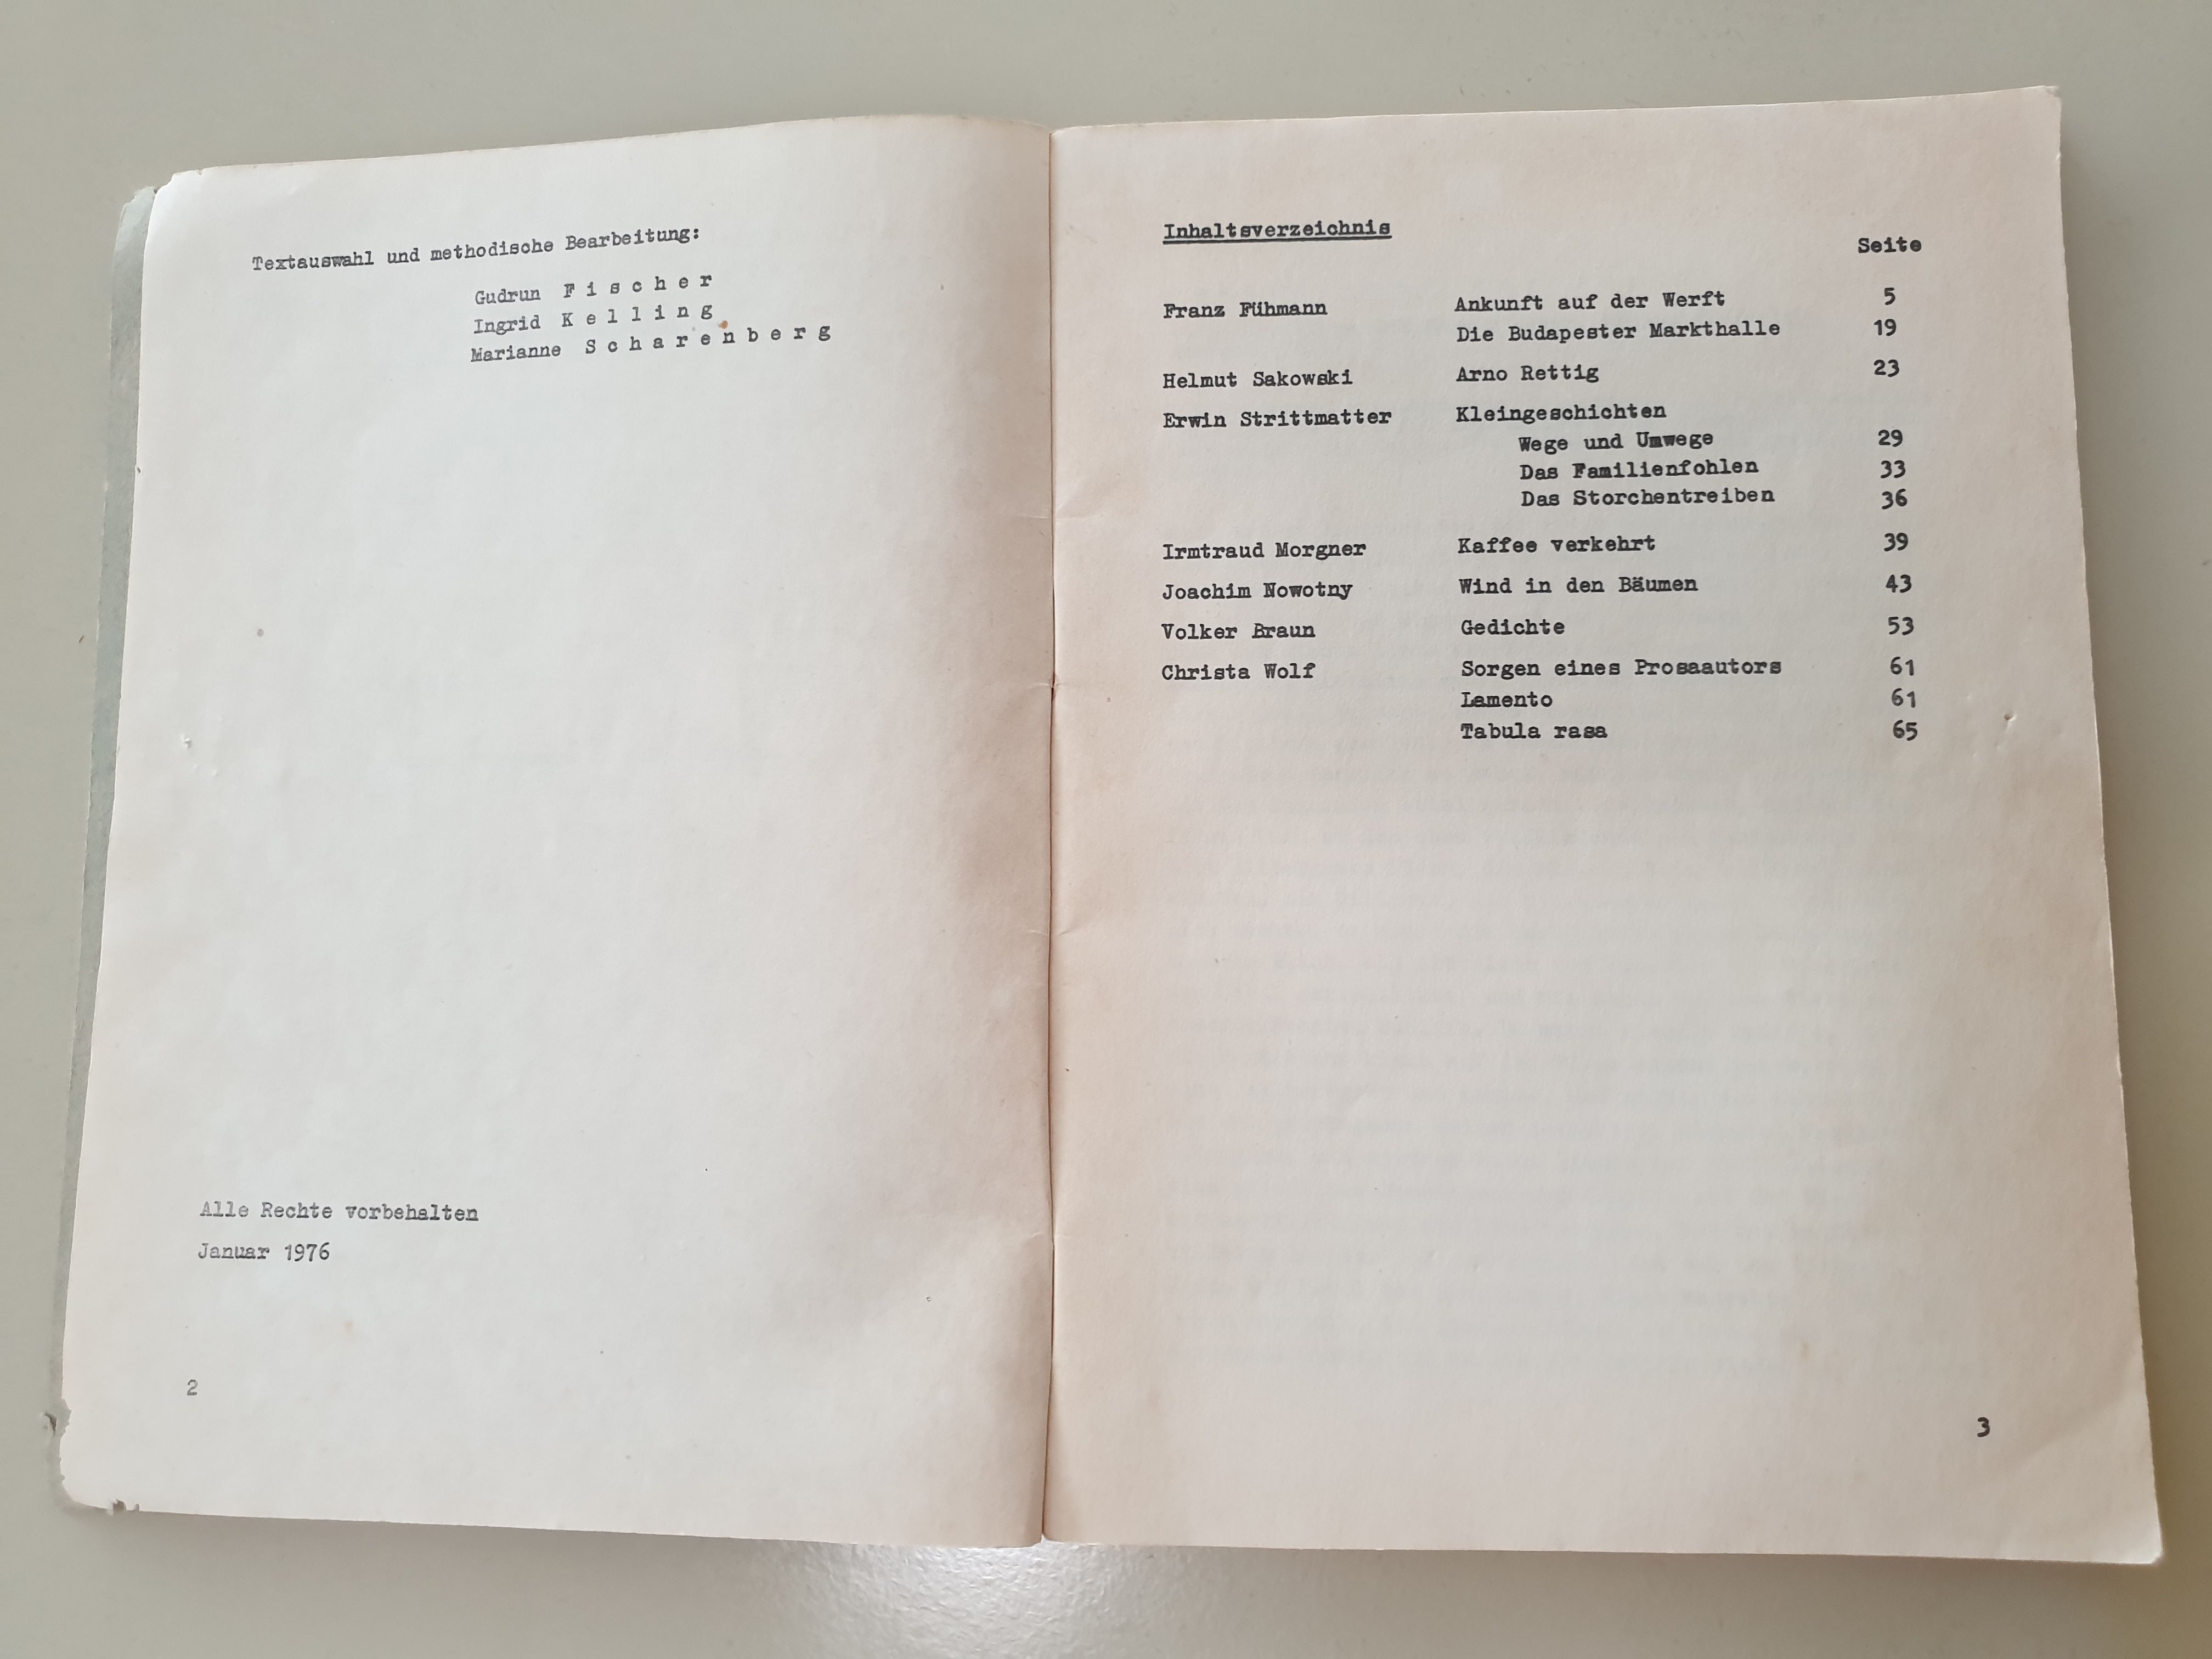 Textauswahl und methodische Bearbeitung:
Gudrun F i s c h e r
Ingrid K e l l i n g
Marianne S c h a r e n b e r g
Alle Rechte vorbehalten
Januar 1976
2
Inhaltsverzeichnis
Seite
Franz Fühmann Ankunft auf der Werft 5
Die Budapester Markthalle 19
Helmut Sakowski Arno Rettig 23
Erwin Strittmatter Kleingeschichten
Wege und Umwege 29
Das Familienfohlen 33
Das Storchentreiben 36
Irmtraud Morgner Kaffee verkehrt 39
Joachim Nowotny Wind in den Bäumen 43
Volker Braun Gedichte 53
Christa Wolf Sorgen eines Prosaautors 61
Lamento 61
Tabula rasa 65
3